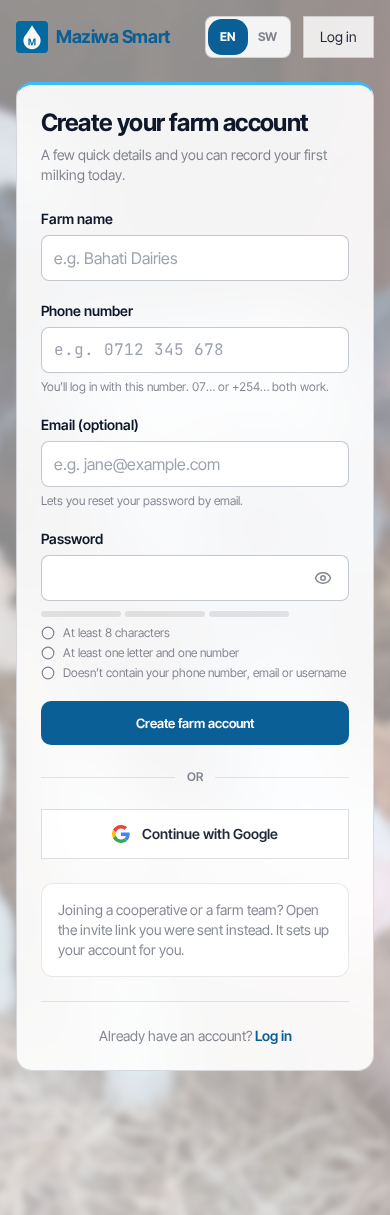 M
Maziwa Smart
EN
SW
Log in
Create your farm account
A few quick details and you can record your first
milking today.
Farm name
e.g. Bahati Dairies
Phone number
e.g. 0712 345 678
You'll log in with this number. 07… or +254… both work.
Email (optional)
e.g. jane@example.com
Lets you reset your password by email.
Password
At least 8 characters
At least one letter and one number
Doesn't contain your phone number, email or username
Create farm account
OR
Continue with Google
Joining a cooperative or a farm team? Open
the invite link you were sent instead. It sets up
your account for you.
Already have an account? Log in